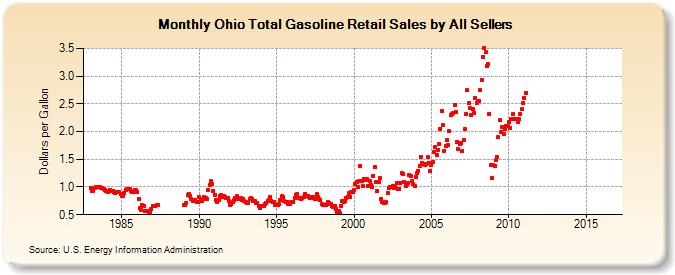 Monthly Ohio Total Gasoline Retail Sales by All Sellers
Dollars per Gallon
3.5
3.0
2.5
2.0
1.5
1.0
0.5
1985 1990 1995 2000 2005 2010 2015
Source: U.S. Energy Information Administration